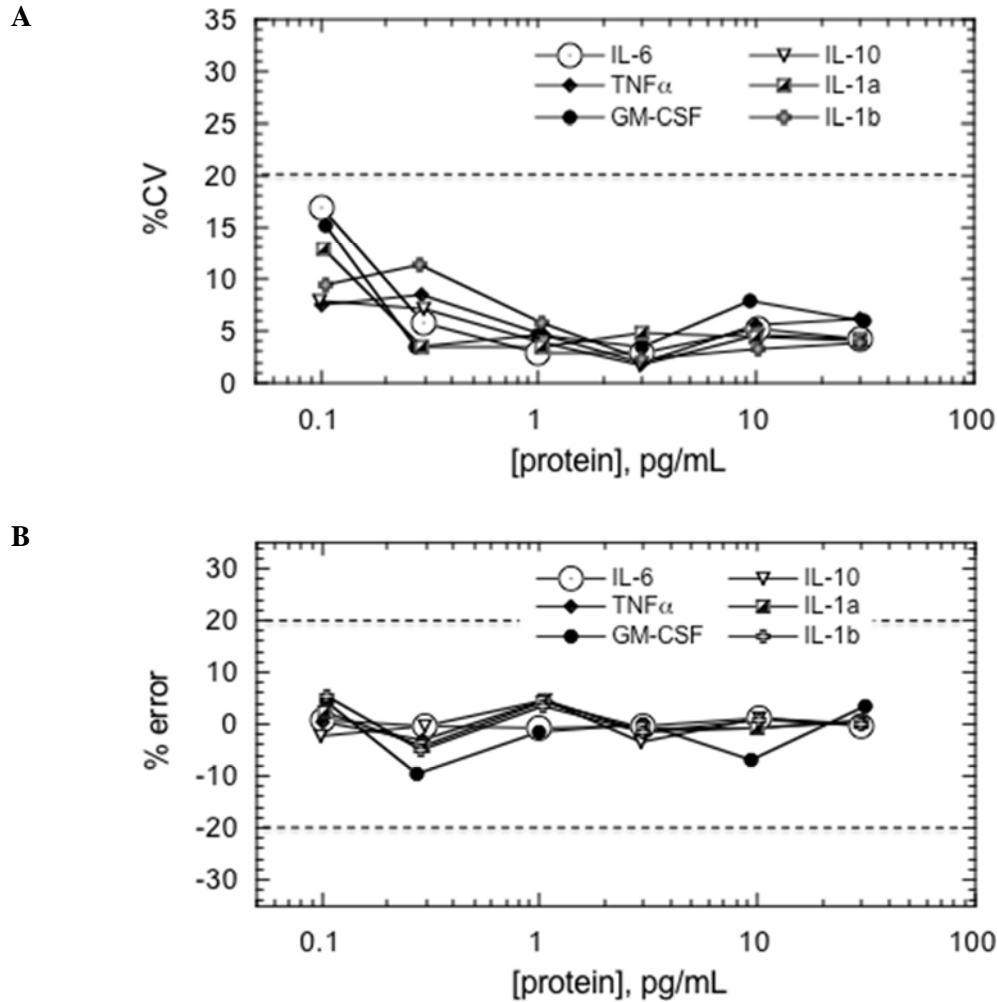 A
35
30
25
20
15
10
5
0
%CV
IL-6
TNFα
GM-CSF
IL-10
IL-1a
IL-1b
0.1 1 10 100
[protein], pg/mL
B
30
20
10
0
-10
-20
-30
% error
IL-6
TNFα
GM-CSF
IL-10
IL-1a
IL-1b
0.1 1 10 100
[protein], pg/mL